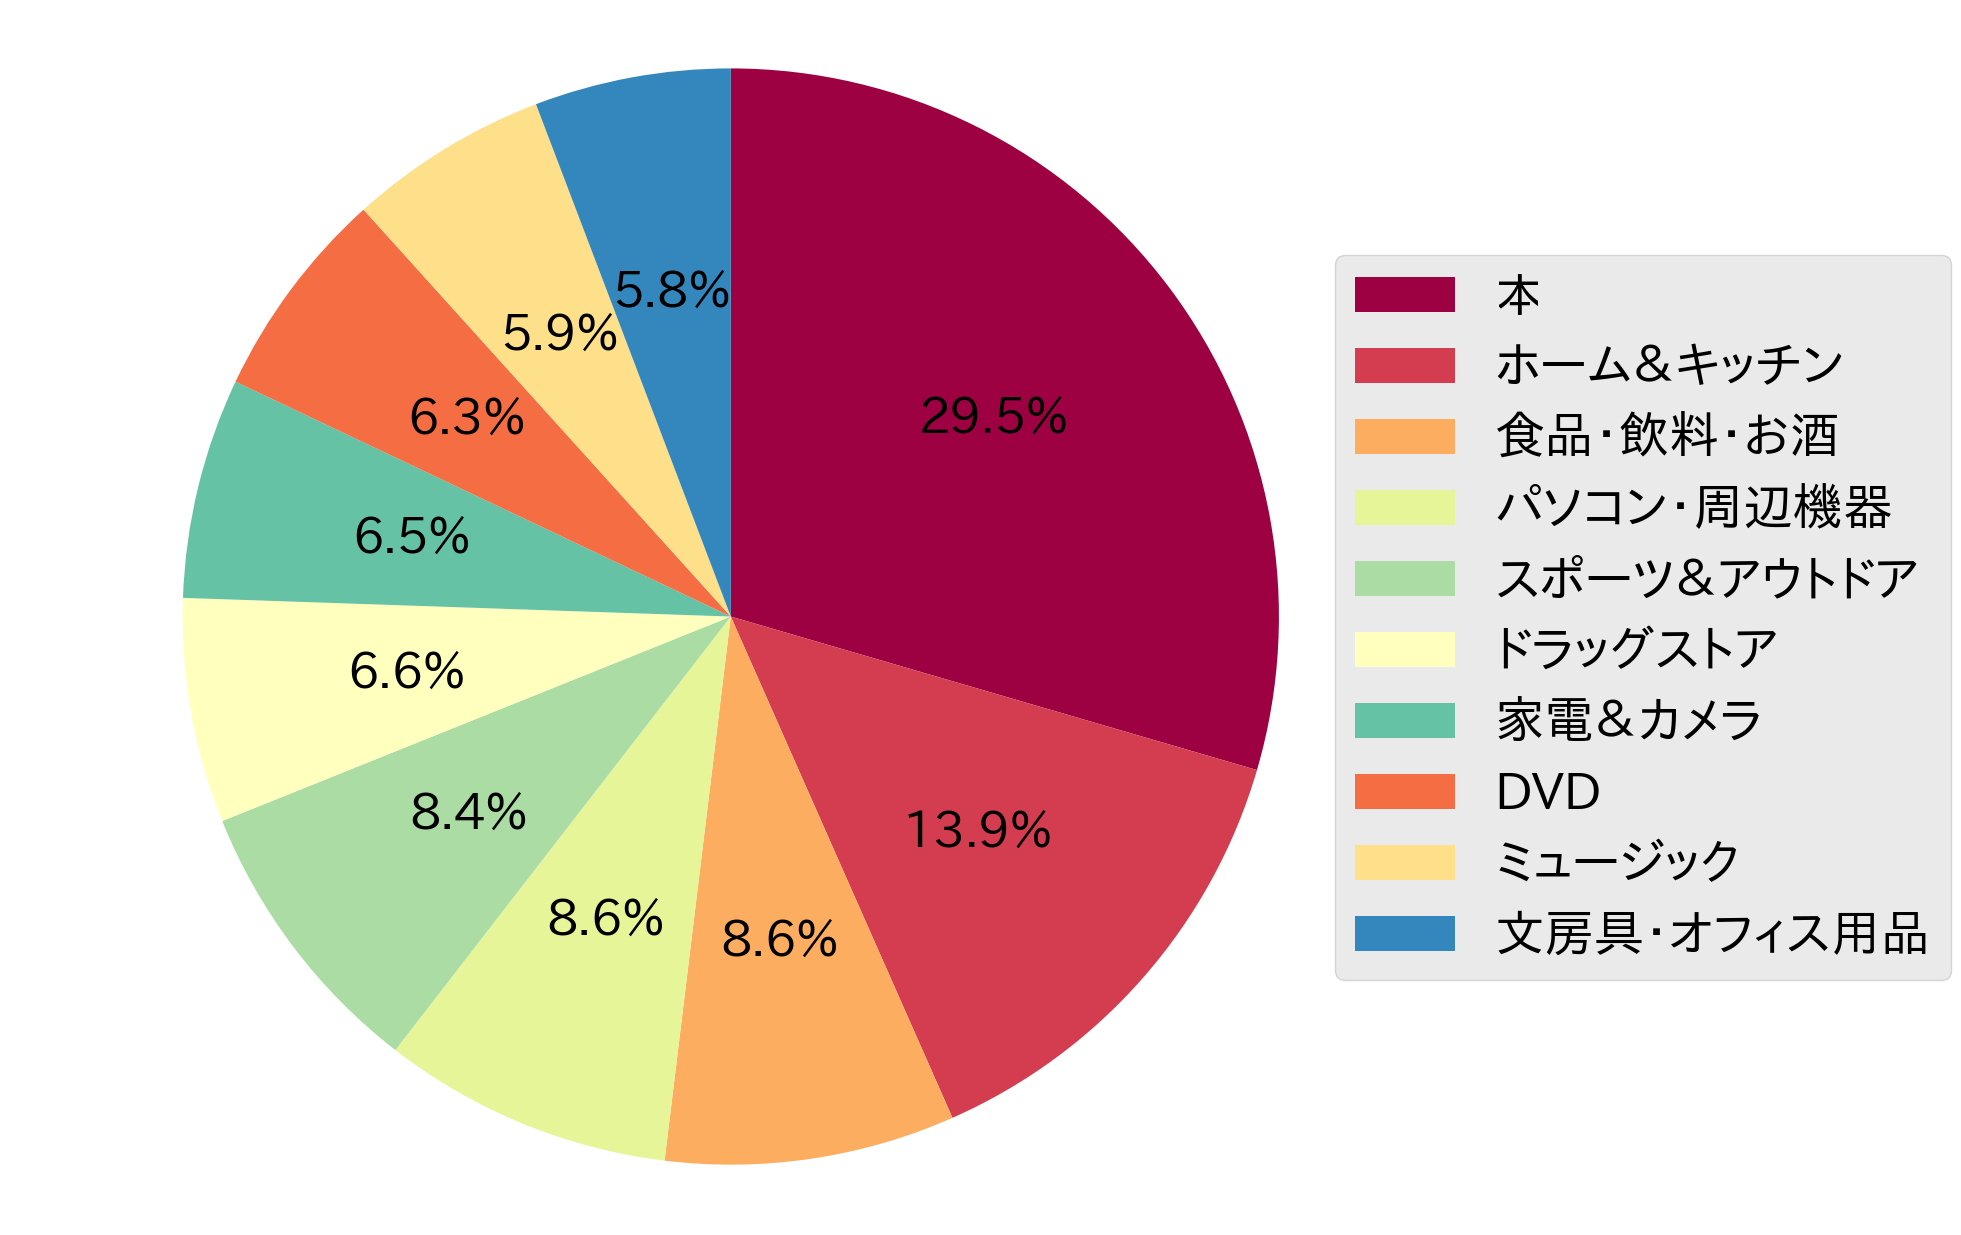 5.8%
5.9%
29.5%
6.3%
6.5%
6.6%
8.4%
13.9%
8.6%
8.6%
本
ホーム&キッチン
食品・飲料・お酒
パソコン・周辺機器
スポーツ&アウトドア
ドラッグストア
家電&カメラ
DVD
ミュージック
文房具・オフィス用品